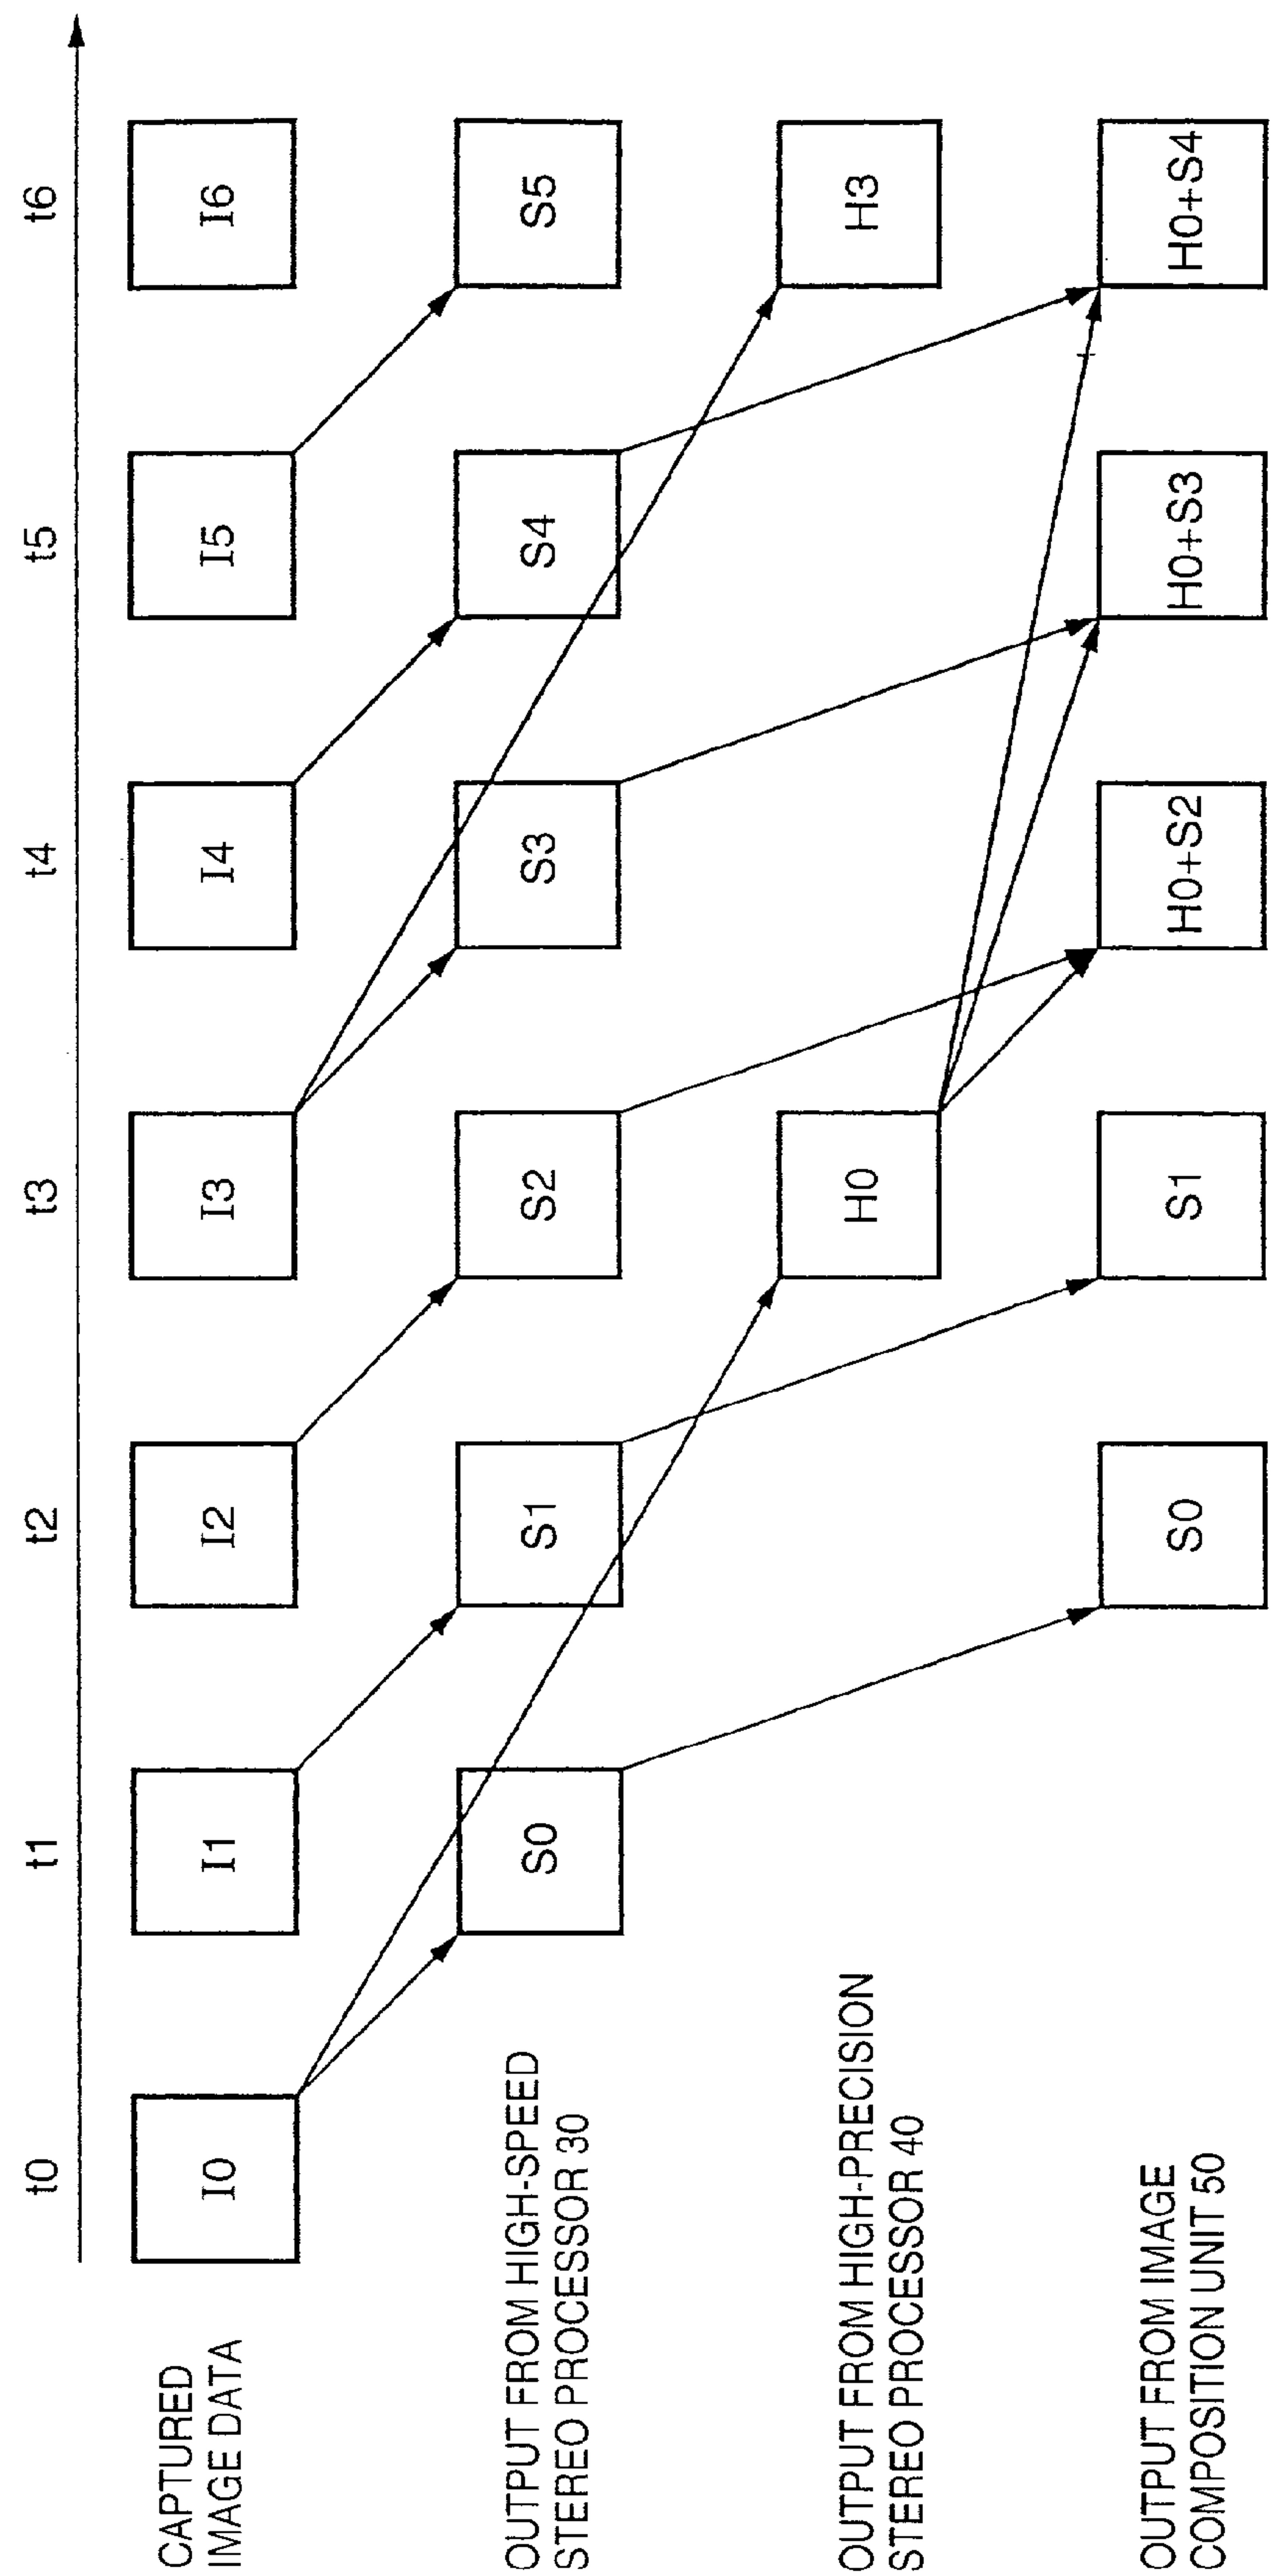 t0 t1 t2 t3 t4 t5 t6
CAPTURED
IMAGE DATA
I0 I1 I2 I3 I4 I5 I6
OUTPUT FROM HIGH-SPEED
STEREO PROCESSOR 30
S0 S1 S2 S3 S4 S5
OUTPUT FROM HIGH-PRECISION
STEREO PROCESSOR 40
H0 H3
OUTPUT FROM IMAGE
COMPOSITION UNIT 50
S0 S1 H0+S2 H0+S3 H0+S4